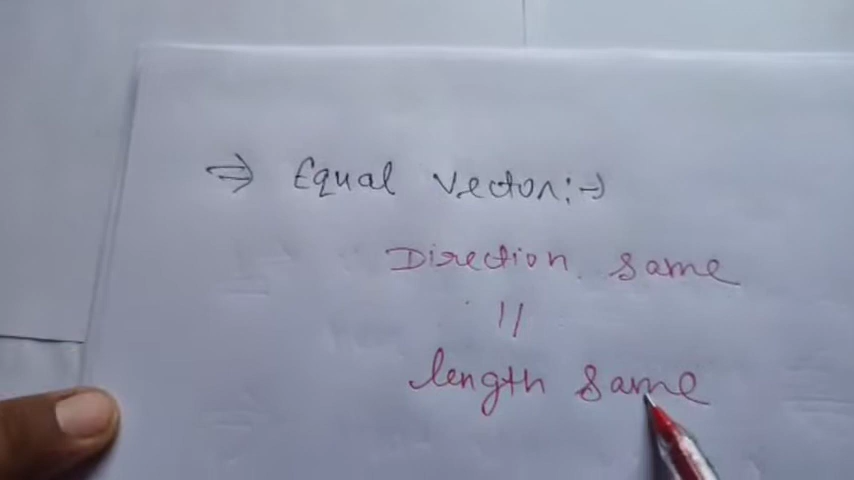 ⇒ Equal Vector:→
Direction same
||
length same